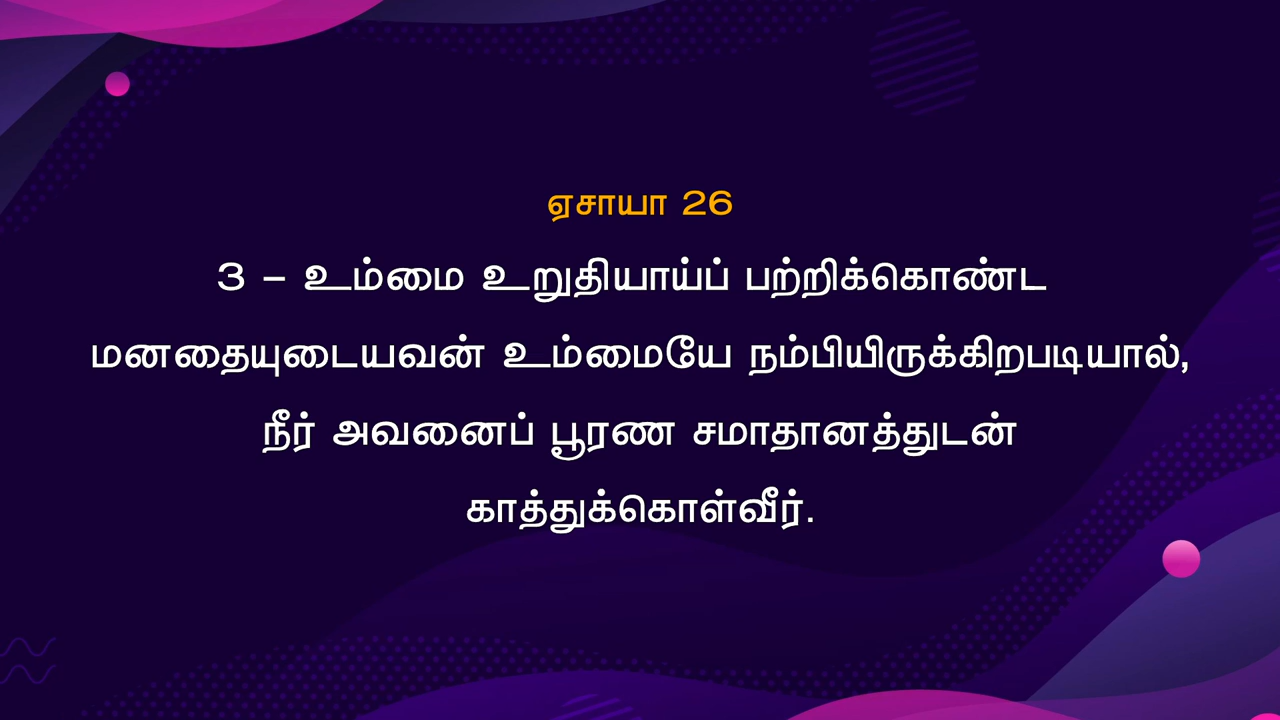 ஏசாயா 26
3 – உம்மை உறுதியாய்ப் பற்றிக்கொண்ட
மனதையுடையவன் உம்மையே நம்பியிருக்கிறபடியால்,
நீர் அவனைப் பூரண சமாதானத்துடன்
காத்துக்கொள்வீர்.